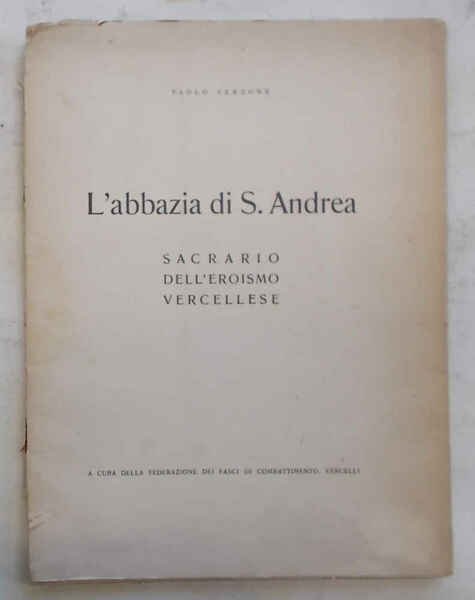 PAOLO VERZONE
L'abbazia di S. Andrea
SACRARIO
DELL'EROISMO
VERCELLESE
A CURA DELLA FEDERAZIONE DEI FASCI DI COMBATTIMENTO, VERCELLI